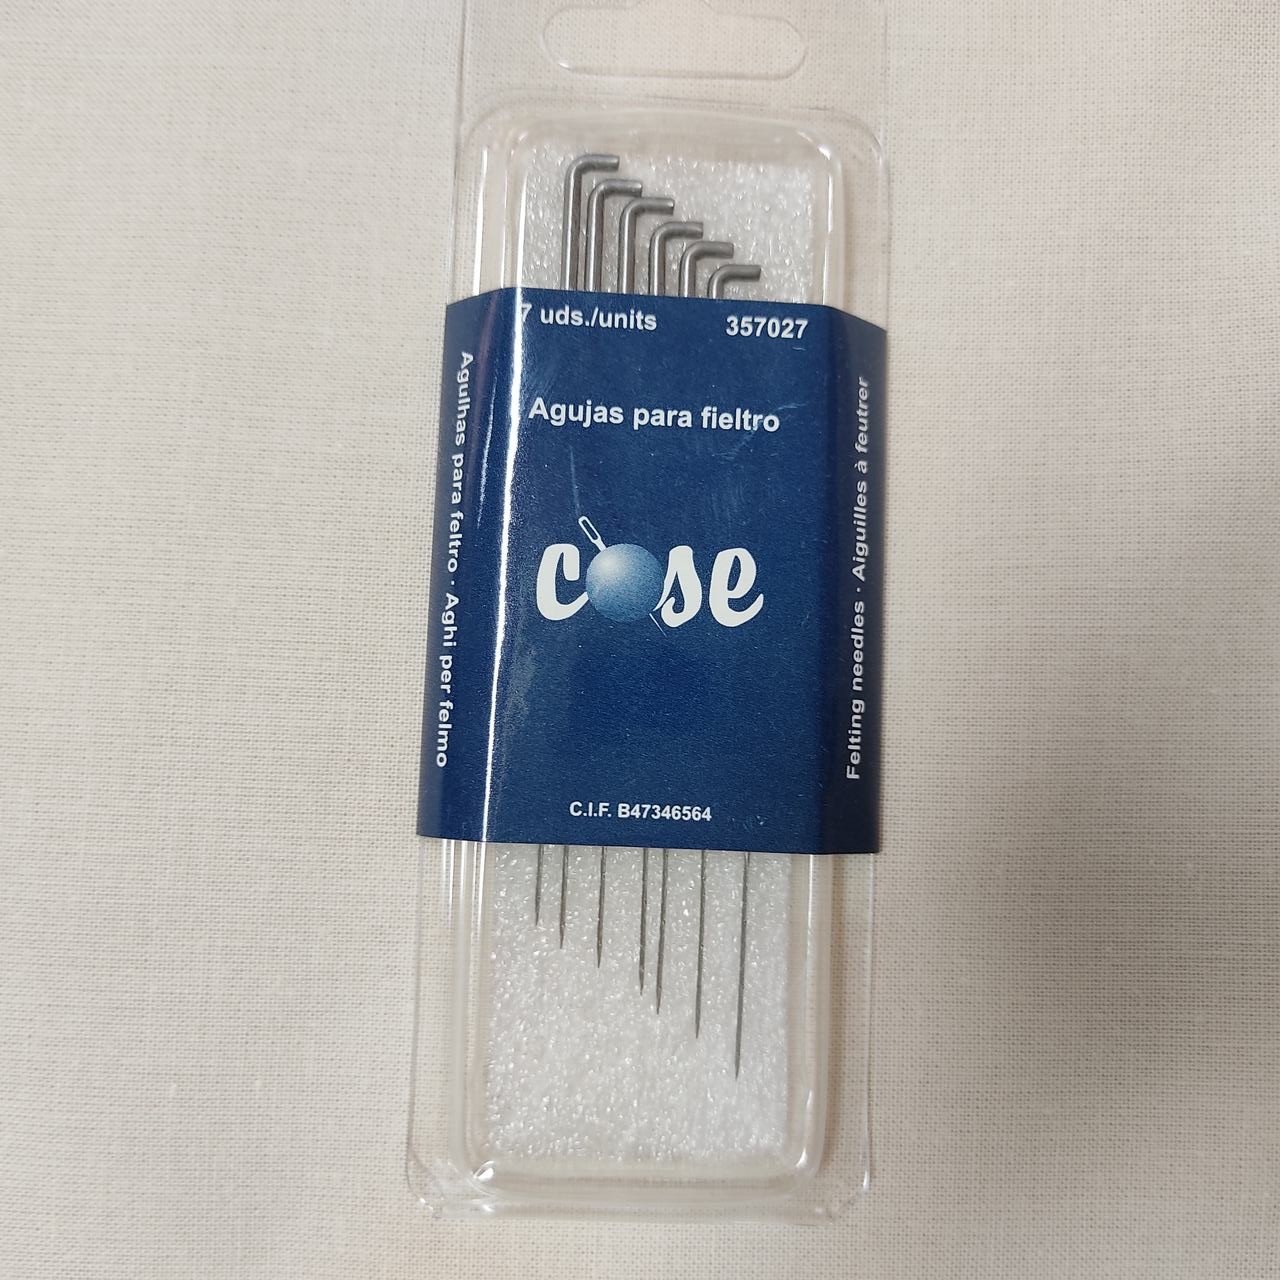 7 uds./units 357027
Agujas para fieltro
cose
C.I.F. B47346564
Agulhas para feltro · Aghi per felmo
Felting needles · Aiguilles à feutrer